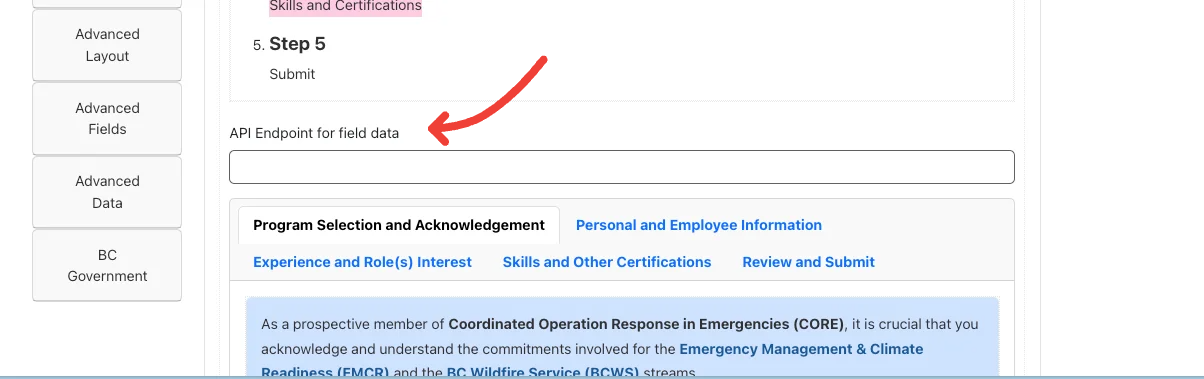 Skills and Certifications
Advanced
Layout
5. Step 5
Submit
Advanced
Fields
API Endpoint for field data
Advanced
Data
Program Selection and Acknowledgement
Personal and Employee Information
BC
Government
Experience and Role(s) Interest
Skills and Other Certifications
Review and Submit
As a prospective member of Coordinated Operation Response in Emergencies (CORE), it is crucial that you
acknowledge and understand the commitments involved for the Emergency Management & Climate
Readiness (EMCR) and the BC Wildfire Service (BCWS) streams.